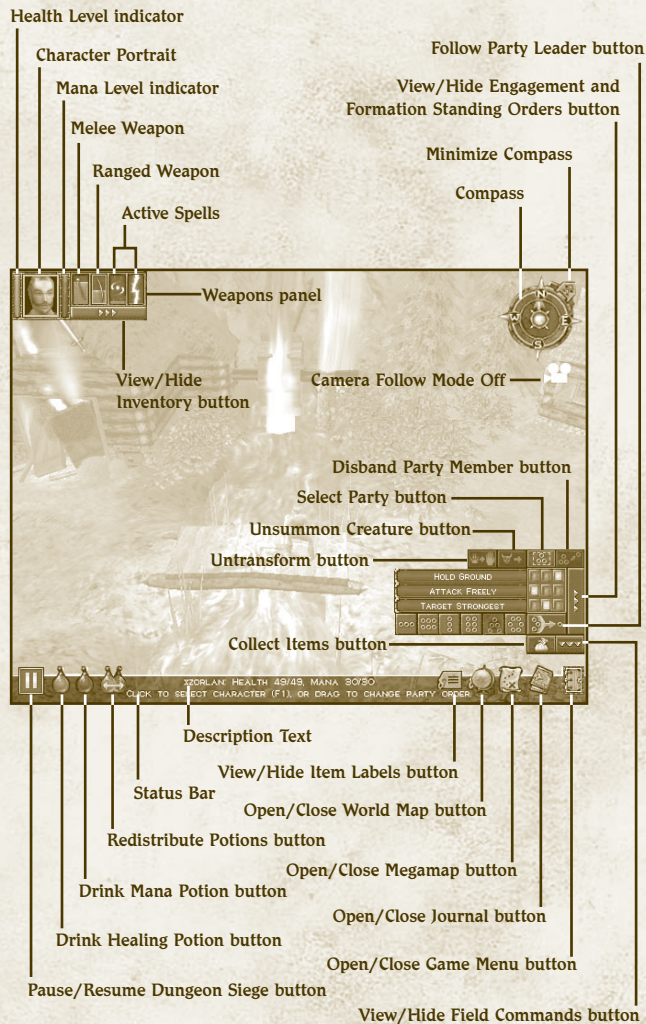 Health Level indicator
Character Portrait
Mana Level indicator
Melee Weapon
Ranged Weapon
Active Spells
Follow Party Leader button
View/Hide Engagement and
Formation Standing Orders button
Minimize Compass
Compass
Weapons panel
N
W
E
S
View/Hide
Inventory button
Camera Follow Mode Off
Disband Party Member button
Select Party button
Unsummon Creature button
Untransform button
Hold Ground
Attack Freely
Target Strongest
Collect Items button
Izorlan: Health 49/49, Mana 30/30
Click to select character (F1), or drag to change party order
Description Text
View/Hide Item Labels button
Status Bar
Open/Close World Map button
Redistribute Potions button
Open/Close Megamap button
Drink Mana Potion button
Open/Close Journal button
Drink Healing Potion button
Open/Close Game Menu button
Pause/Resume Dungeon Siege button
View/Hide Field Commands button